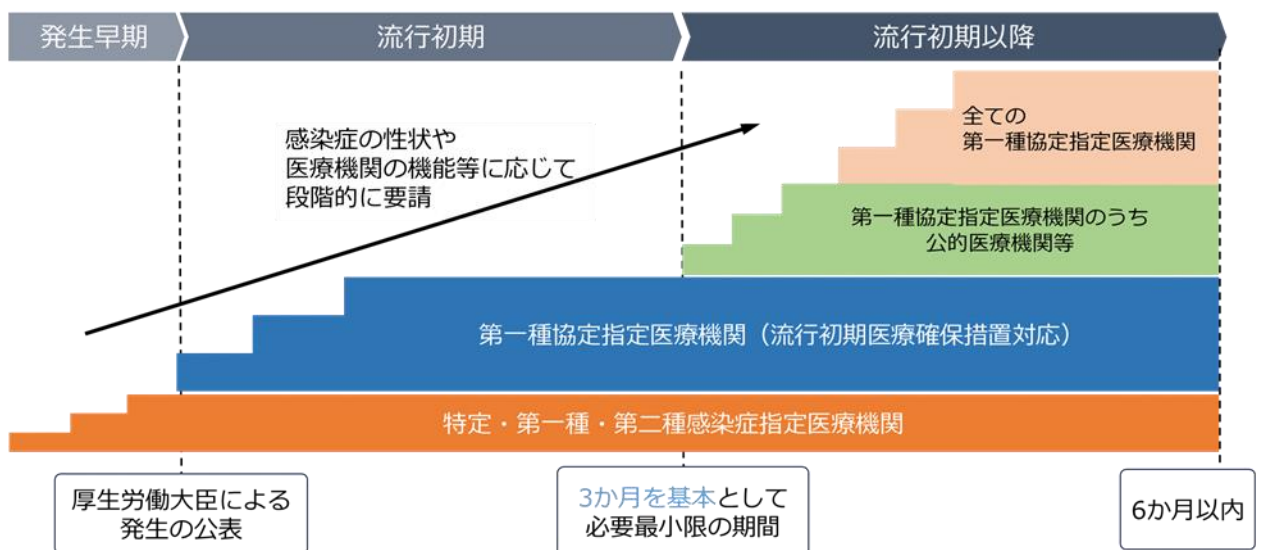 発生早期
流行初期
流行初期以降
感染症の性状や
医療機関の機能等に応じて
段階的に要請
全ての
第一種協定指定医療機関
第一種協定指定医療機関のうち
公的医療機関等
第一種協定指定医療機関（流行初期医療確保措置対応）
特定・第一種・第二種感染症指定医療機関
厚生労働大臣による
発生の公表
3か月を基本として
必要最小限の期間
6か月以内